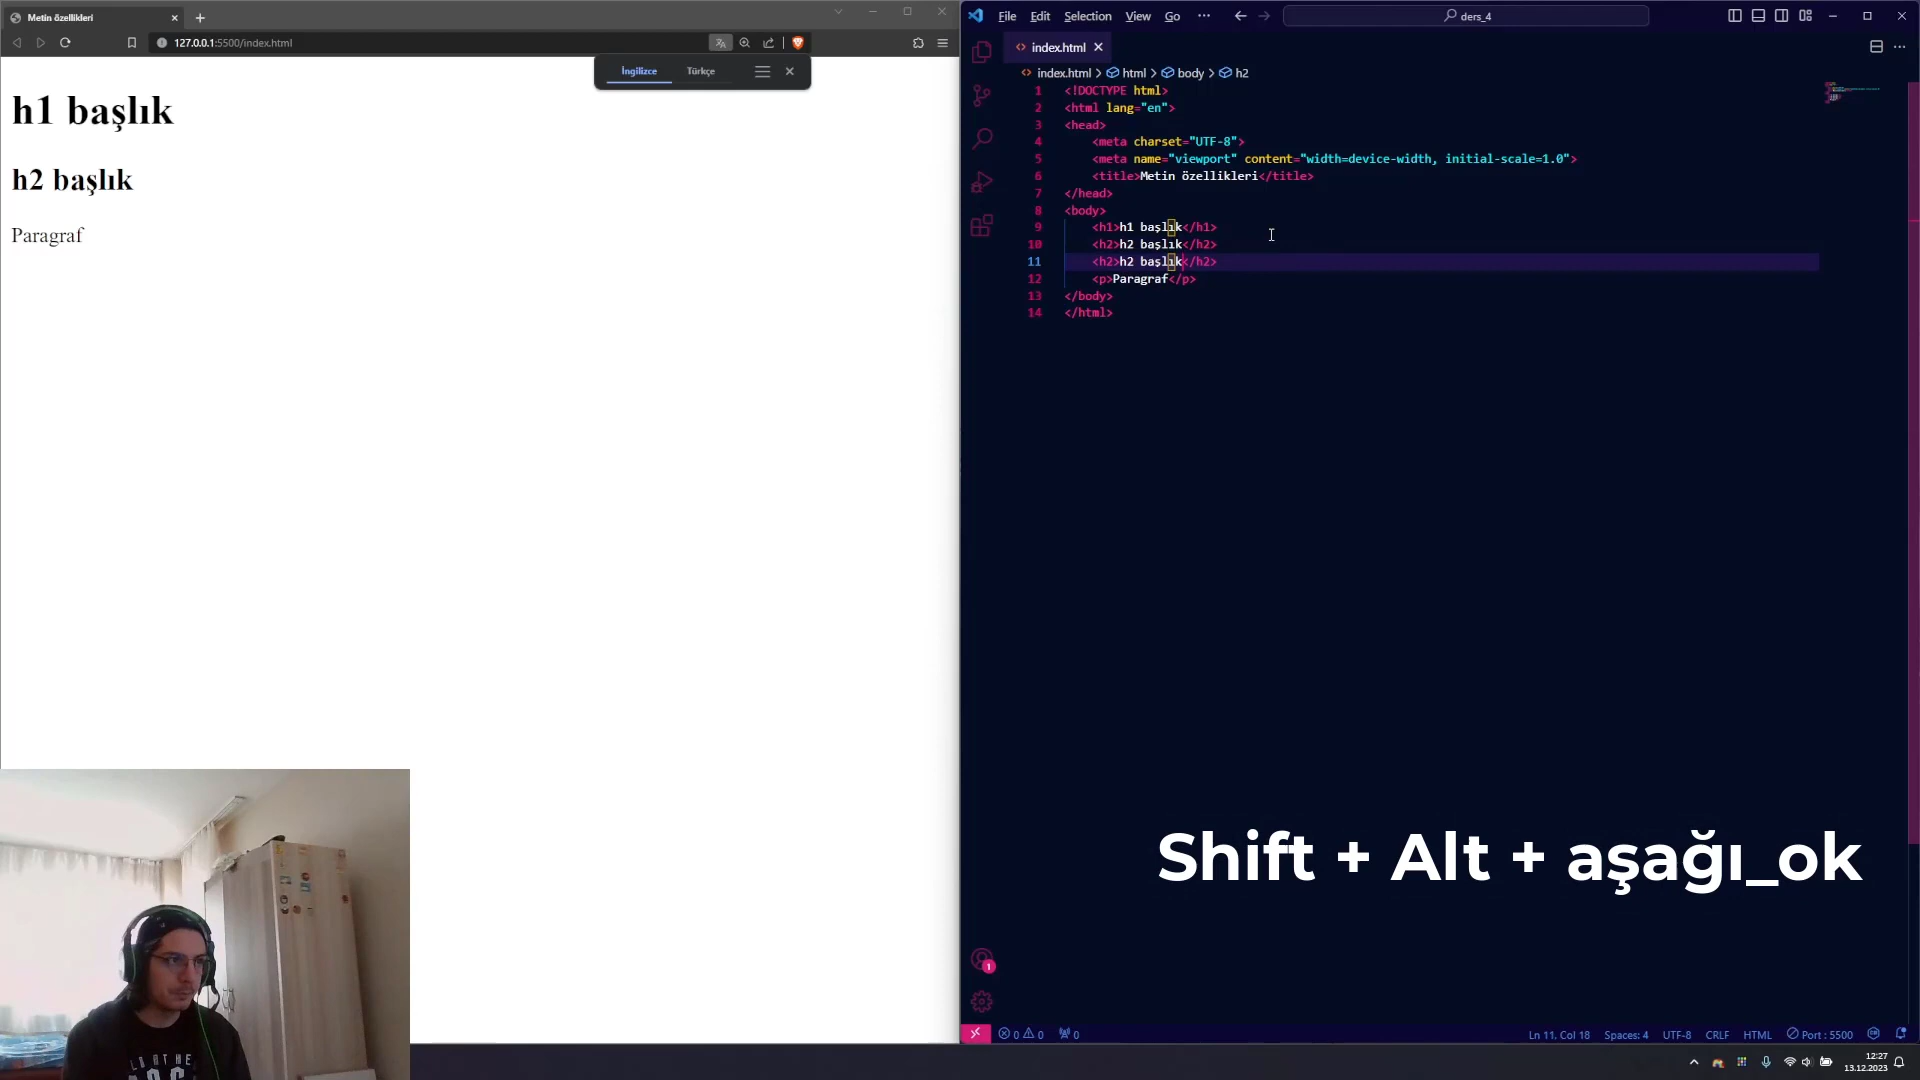 Metin özellikleri
127.0.0.1:5500/index.html
İngilizce Türkçe
h1 başlık
h2 başlık
Paragraf
File Edit Selection View Go ··· ders_4
index.html
index.html > html > body > h2
1 <!DOCTYPE html>
2 <html lang="en">
3 <head>
4 <meta charset="UTF-8">
5 <meta name="viewport" content="width=device-width, initial-scale=1.0">
6 <title>Metin özellikleri</title>
7 </head>
8 <body>
9 <h1>h1 başlık</h1>
10 <h2>h2 başlık</h2>
11 <h2>h2 başlık</h2>
12 <p>Paragraf</p>
13 </body>
14 </html>
Shift + Alt + aşağı_ok
1
0 0 0 Ln 11, Col 18 Spaces: 4 UTF-8 CRLF HTML Port : 5500
12:27
13.12.2023